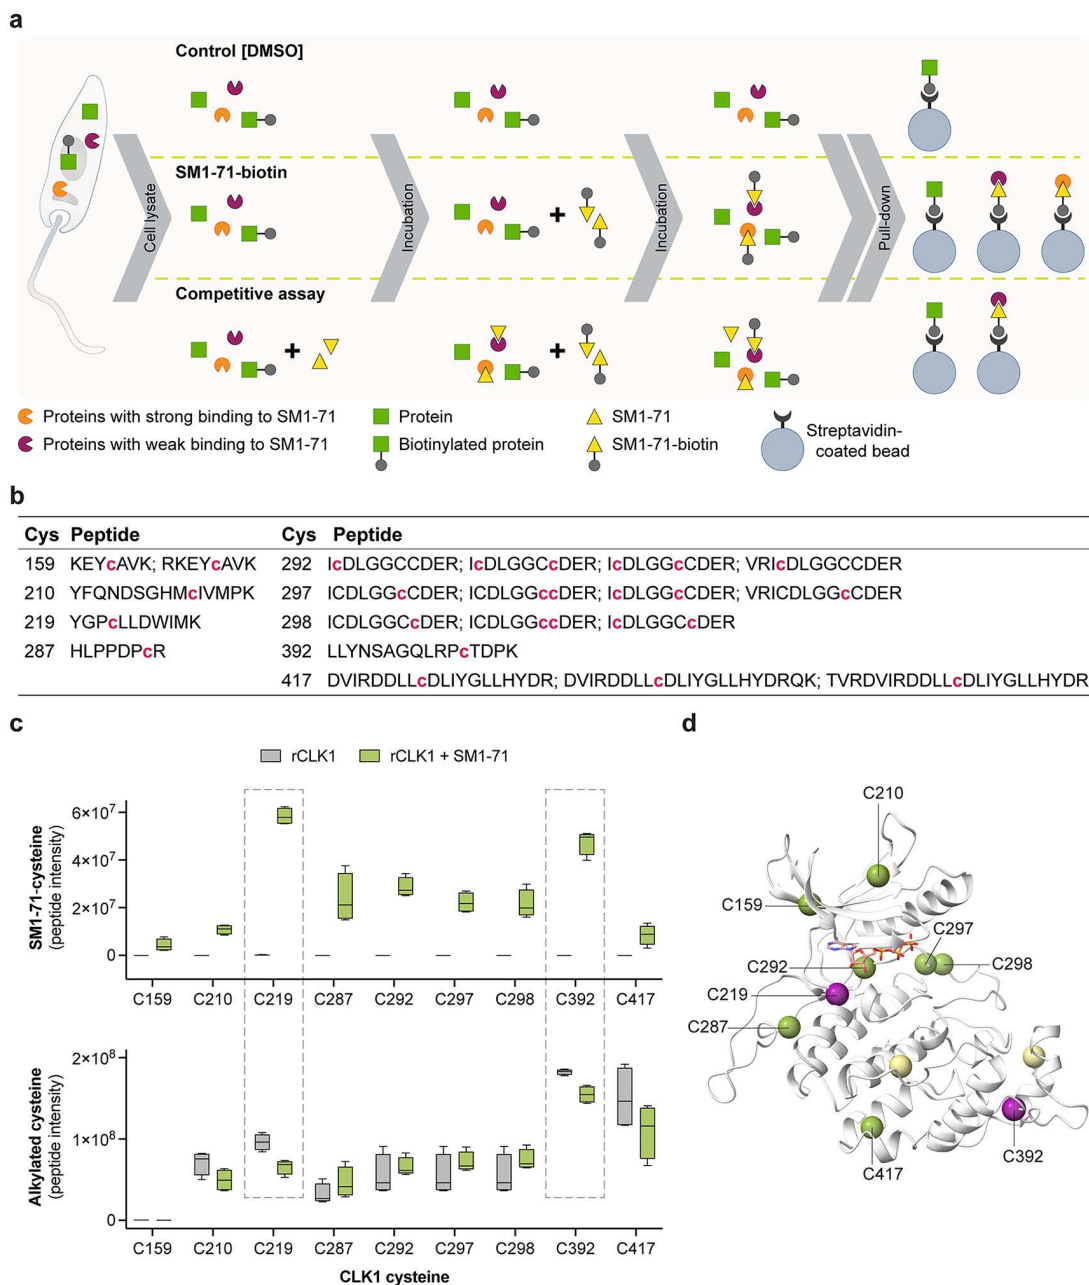 a
Control [DMSO]
SM1-71-biotin
Competitive assay
Cell lysate
Incubation
Incubation
Pull-down
+
+
+
+
Proteins with strong binding to SM1-71
Protein
SM1-71
Streptavidin-
coated bead
Proteins with weak binding to SM1-71
Biotinylated protein
SM1-71-biotin
b
Cys Peptide Cys Peptide
159 KEYcAVK; RKEYcAVK 292 IcDLGGCCDER; IcDLGGCcDER; IcDLGGcCDER; VRIcDLGGCCDER
210 YFQNDSGHMcIVMPK 297 ICDLGGcCDER; ICDLGGccDER; IcDLGGcCDER; VRICDLGGcCDER
219 YGPcLLDWIMK 298 ICDLGGCcDER; ICDLGGccDER; IcDLGGCcDER
287 HLPPDPcR 392 LLYNSAGQLRPcTDPK
417 DVIRDDLLcDLIYGLLHYDR; DVIRDDLLcDLIYGLLHYDRQK; TVRDVIRDDLLcDLIYGLLHYDR
c
rCLK1 rCLK1 + SM1-71
SM1-71-cysteine
(peptide intensity)
6×10⁷
4×10⁷
2×10⁷
0
C159 C210 C219 C287 C292 C297 C298 C392 C417
Alkylated cysteine
(peptide intensity)
2×10⁸
1×10⁸
0
C159 C210 C219 C287 C292 C297 C298 C392 C417
CLK1 cysteine
d
C210
C159
C297
C292
C298
C219
C287
C417
C392